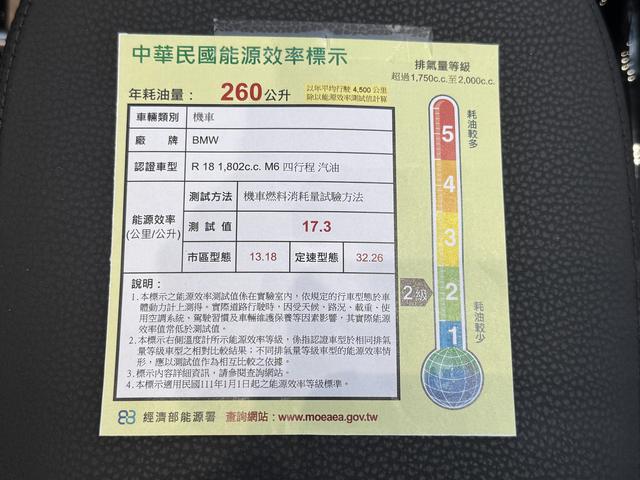 中華民國能源效率標示
年耗油量： 260公升
以年平均行駛 4,500 公里
除以能源效率測試值計算
車輛類別 機車
廠 牌 BMW
認證車型 R 18 1,802c.c. M6 四行程 汽油
能源效率
(公里/公升)
測試方法 機車燃料消耗量試驗方法
測 試 值 17.3
市區型態 13.18 定速型態 32.26
說明：
1. 本標示之能源效率測試值係在實驗室內，依規定的行車型態於車
體動力計上測得。實際道路行駛時，因受天候、路況、載重、使
用空調系統、駕駛習慣及車輛維護保養等因素影響，其實際能源
效率值常低於測試值。
2. 本標示右側溫度計所示能源效率等級，係指認證車型於相同排氣
量等級車型之相對比較結果；不同排氣量等級車型的能源效率情
形，應以測試值作為相互比較之依據。
3. 標示內容詳細資訊，請參閱查詢網站。
4. 本標示適用民國111年1月1日起之能源效率等級標準。
經濟部能源署 查詢網站：www.moeaea.gov.tw
排氣量等級
超過1,750c.c.至2,000c.c.
耗油較多
5
4
3
2級
2
1
耗油較少